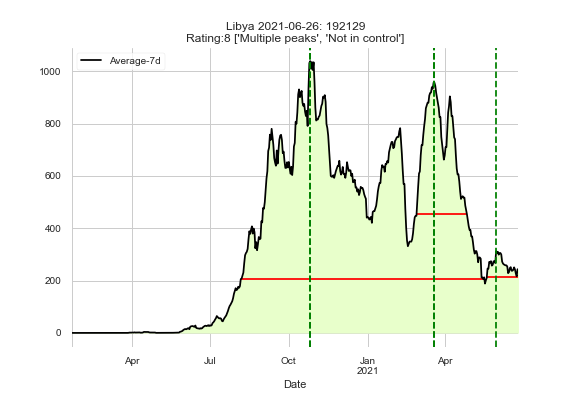 Libya 2021-06-26: 192129
Rating:8 ['Multiple peaks', 'Not in control']
Average-7d
1000
800
600
400
200
0
Apr
Jul
Oct
Jan
2021
Apr
Date